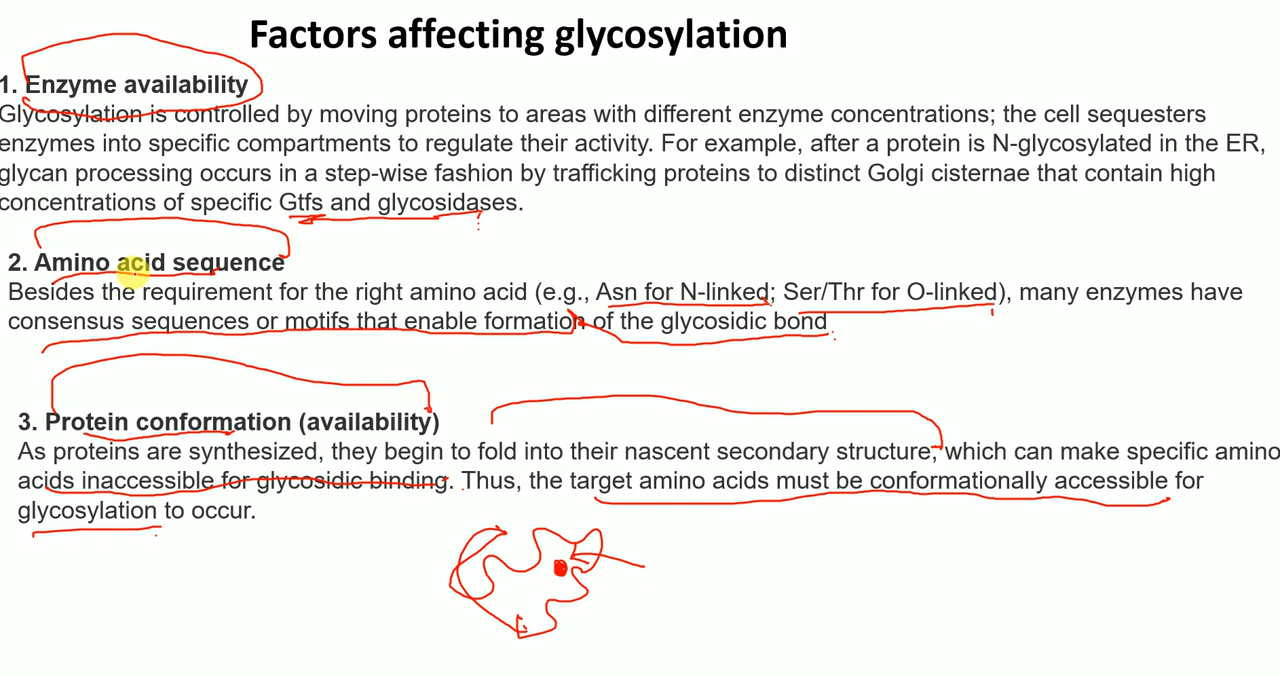 Factors affecting glycosylation
1. Enzyme availability
Glycosylation is controlled by moving proteins to areas with different enzyme concentrations; the cell sequesters
enzymes into specific compartments to regulate their activity. For example, after a protein is N-glycosylated in the ER,
glycan processing occurs in a step-wise fashion by trafficking proteins to distinct Golgi cisternae that contain high
concentrations of specific Gtfs and glycosidases.
2. Amino acid sequence
Besides the requirement for the right amino acid (e.g., Asn for N-linked; Ser/Thr for O-linked), many enzymes have
consensus sequences or motifs that enable formation of the glycosidic bond
3. Protein conformation (availability)
As proteins are synthesized, they begin to fold into their nascent secondary structure, which can make specific amino
acids inaccessible for glycosidic binding. Thus, the target amino acids must be conformationally accessible for
glycosylation to occur.